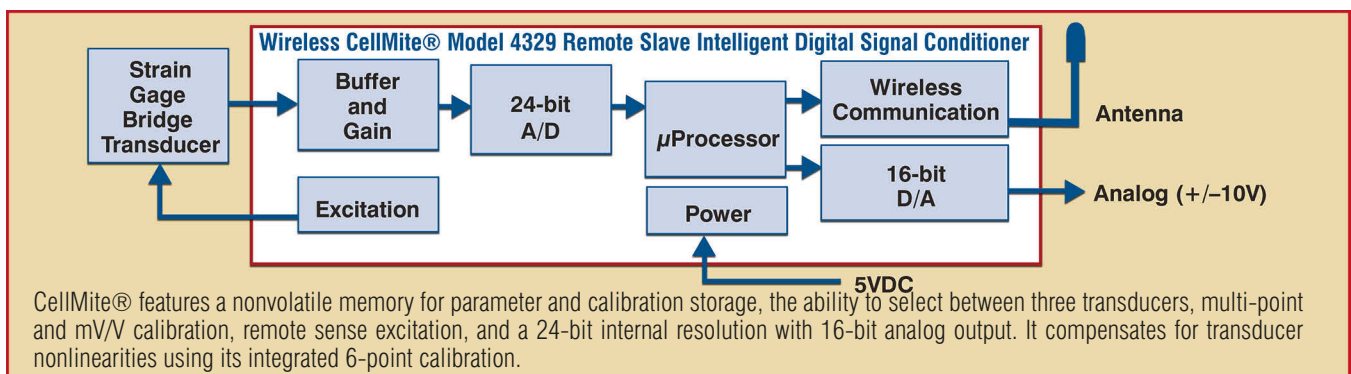 Wireless CellMite® Model 4329 Remote Slave Intelligent Digital Signal Conditioner
Strain
Gage
Bridge
Transducer
Buffer
and
Gain
24-bit
A/D
µProcessor
Wireless
Communication
Antenna
16-bit
D/A
Analog (+/–10V)
Excitation
Power
5VDC
CellMite® features a nonvolatile memory for parameter and calibration storage, the ability to select between three transducers, multi-point
and mV/V calibration, remote sense excitation, and a 24-bit internal resolution with 16-bit analog output. It compensates for transducer
nonlinearities using its integrated 6-point calibration.